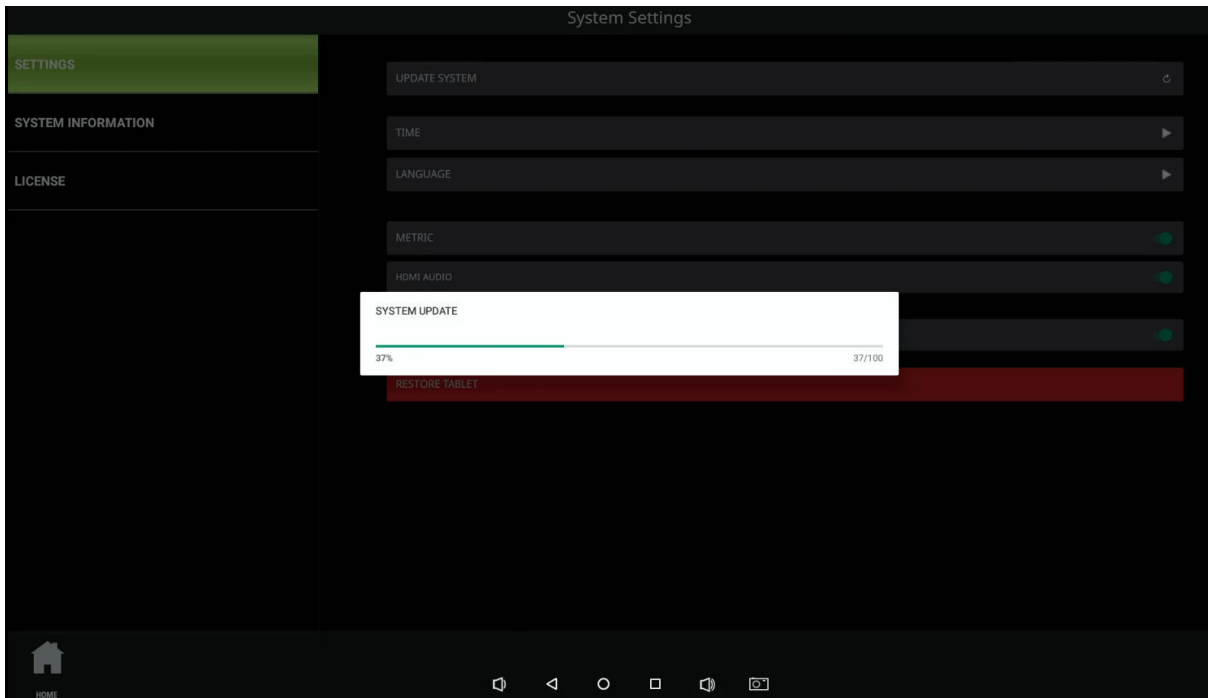 System Settings
SETTINGS
SYSTEM INFORMATION
LICENSE
UPDATE SYSTEM
TIME
LANGUAGE
METRIC
HDMI AUDIO
SYSTEM UPDATE
37%
37/100
RESTORE TABLET
HOME